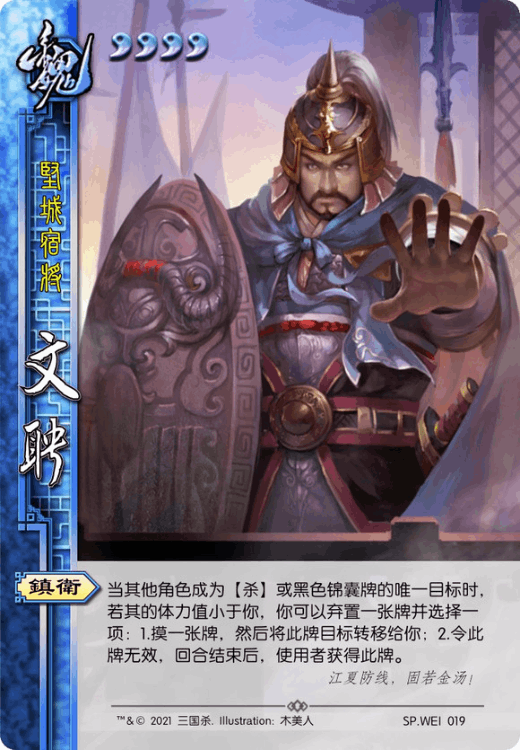 魏
堅城宿将
文聘
鎮衛
当其他角色成为【杀】或黑色锦囊牌的唯一目标时，
若其的体力值小于你，你可以弃置一张牌并选择一
项：1.摸一张牌，然后将此牌目标转移给你；2.令此
牌无效，回合结束后，使用者获得此牌。
江夏防线，固若金汤！
™&© 2021 三国杀. Illustration: 木美人
SP.WEI 019